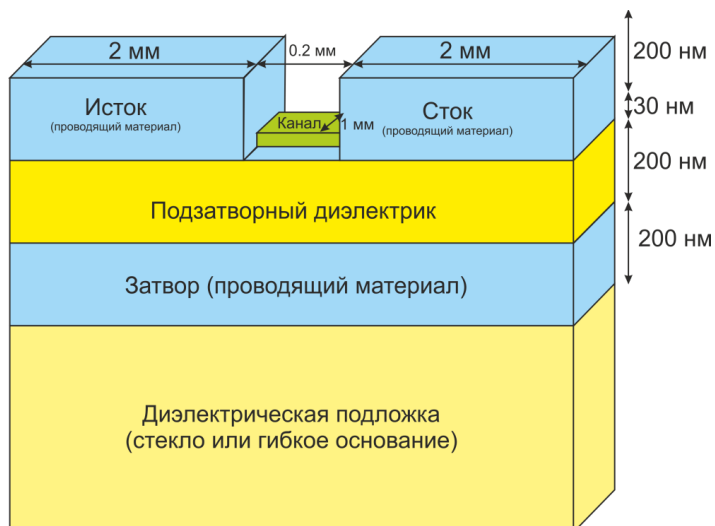 2 мм
0.2 мм
2 мм
200 нм
Исток
(проводящий материал)
Канал
1 мм
Сток
(проводящий материал)
30 нм
200 нм
Подзатворный диэлектрик
200 нм
Затвор (проводящий материал)
Диэлектрическая подложка
(стекло или гибкое основание)